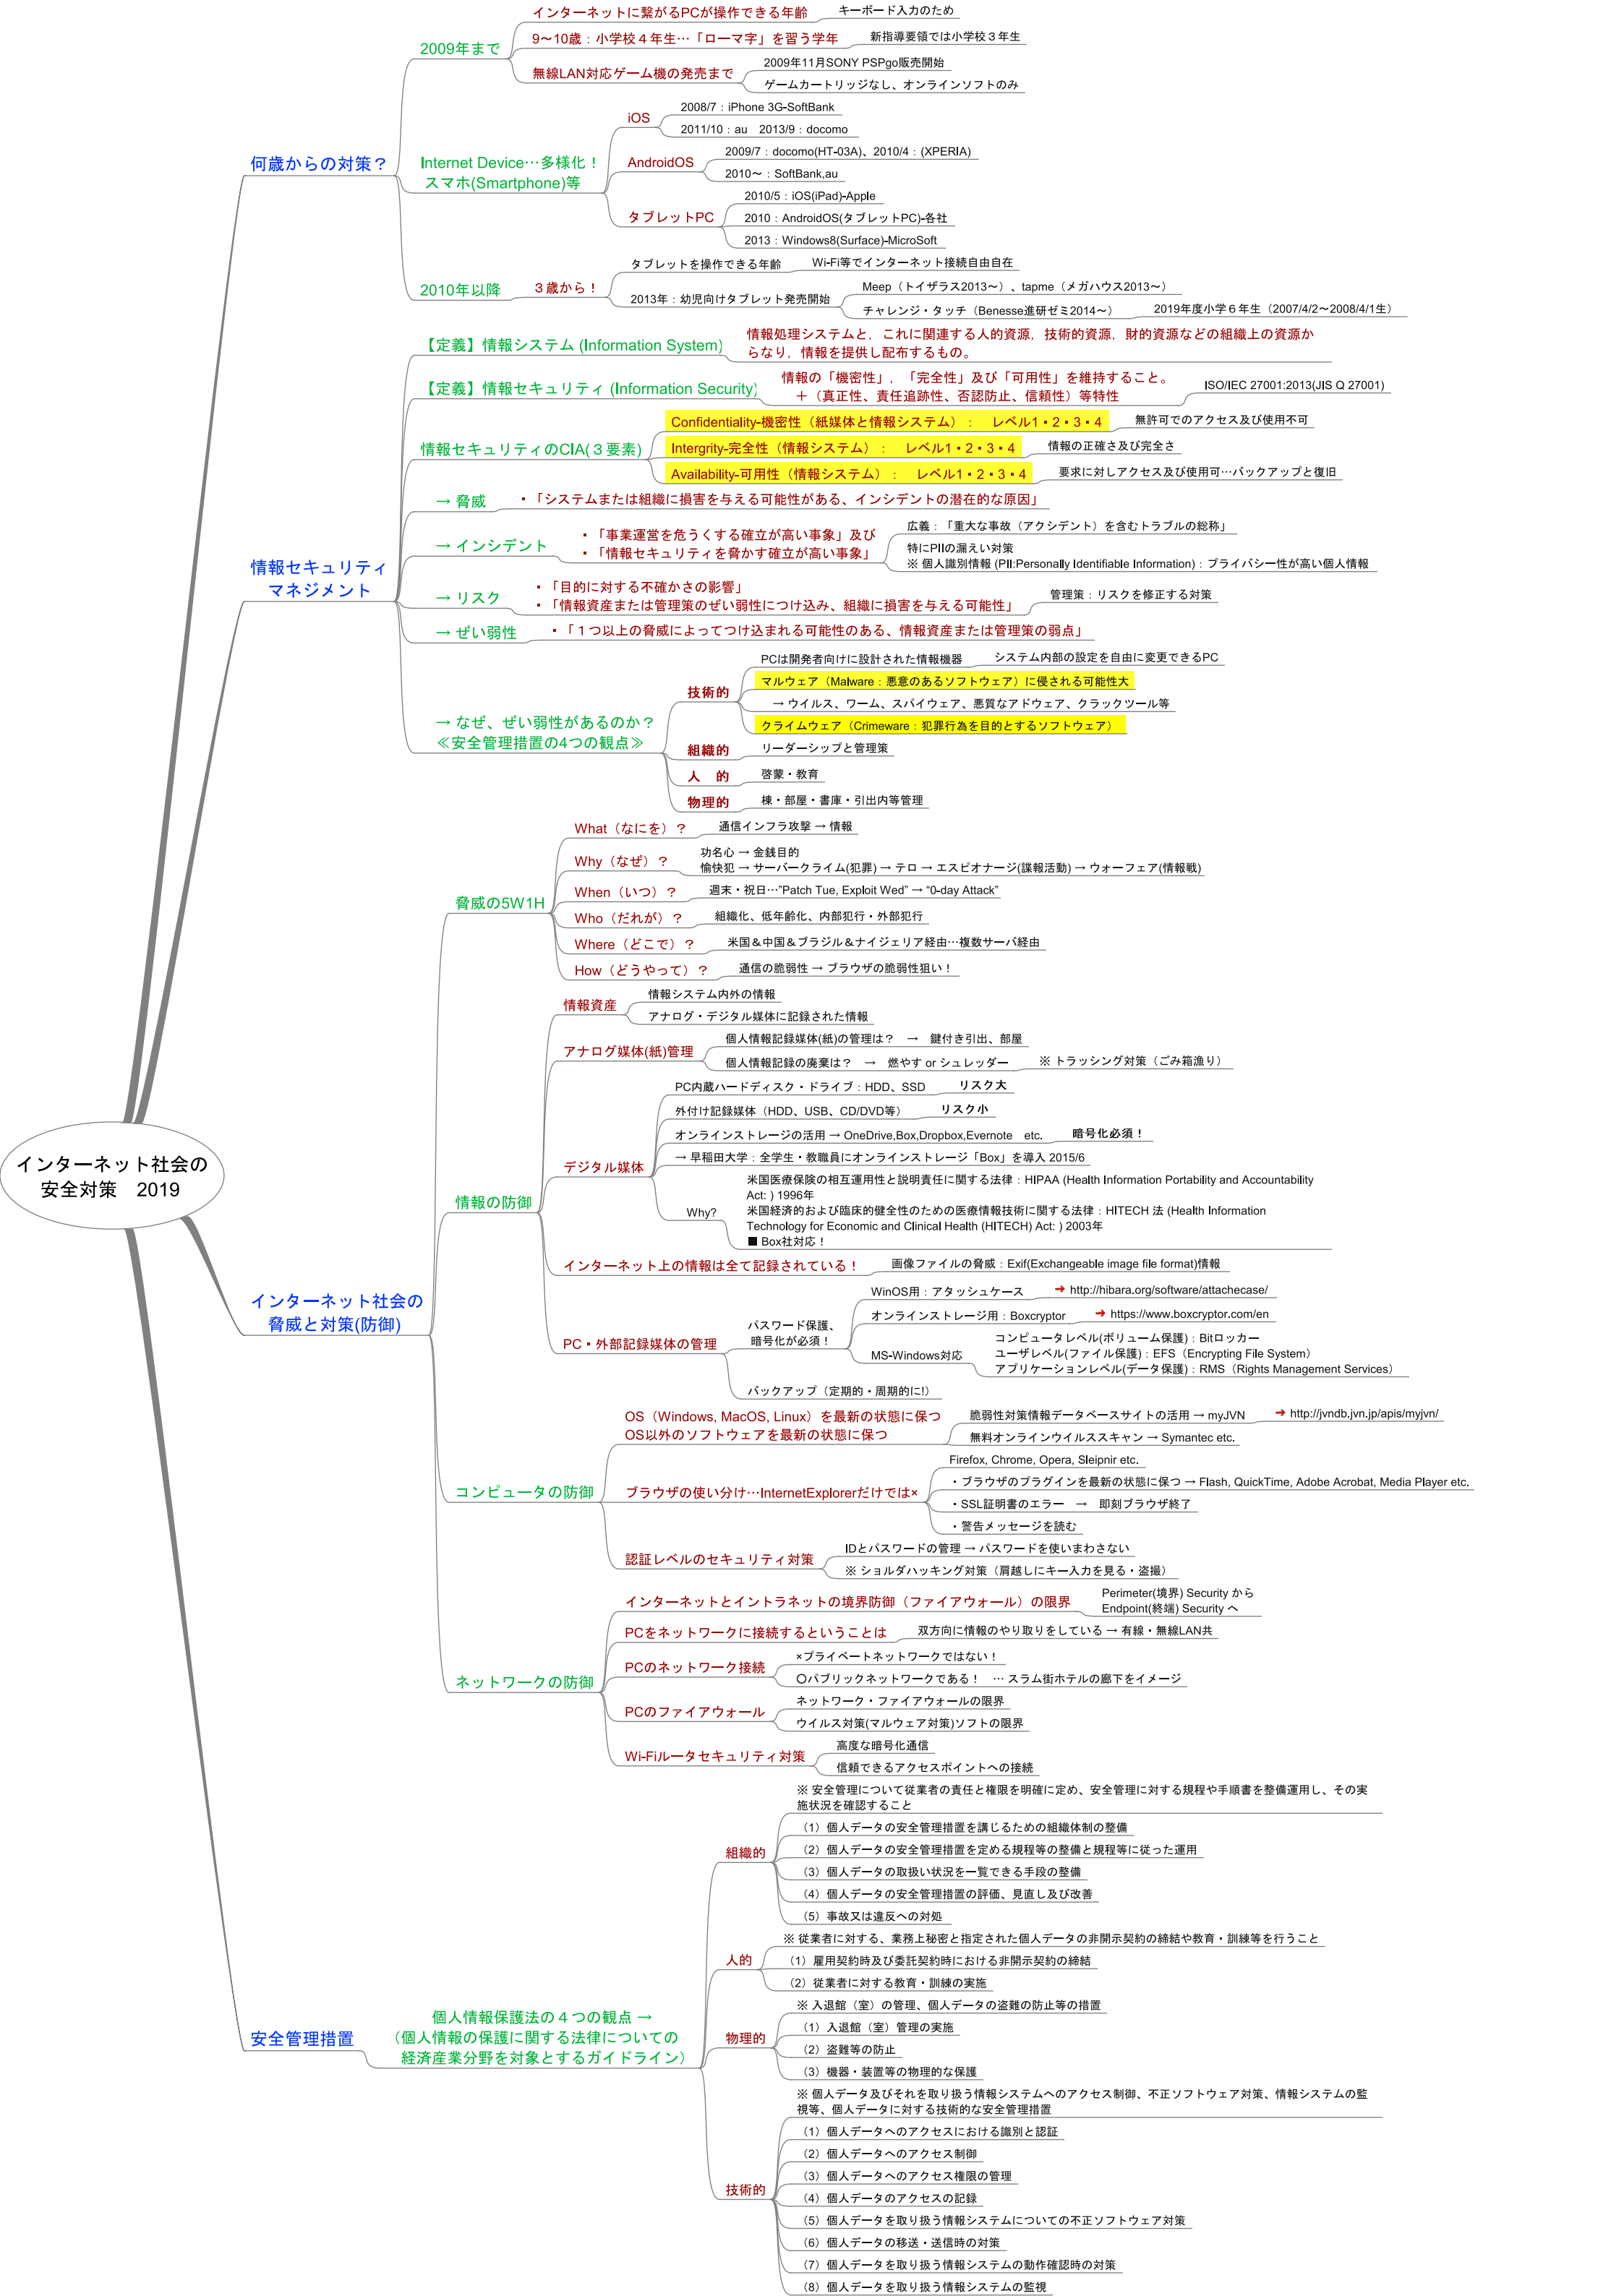 インターネット社会の
安全対策　2019
何歳からの対策？
2009年まで
インターネットに繋がるPCが操作できる年齢
キーボード入力のため
9〜10歳：小学校４年生…「ローマ字」を習う学年
新指導要領では小学校３年生
無線LAN対応ゲーム機の発売まで
2009年11月SONY PSPgo販売開始
ゲームカートリッジなし、オンラインソフトのみ
Internet Device…多様化！
スマホ(Smartphone)等
iOS
2008/7：iPhone 3G-SoftBank
2011/10：au　2013/9：docomo
AndroidOS
2009/7：docomo(HT-03A)、2010/4：(XPERIA)
2010〜：SoftBank,au
タブレットPC
2010/5：iOS(iPad)-Apple
2010：AndroidOS(タブレットPC)-各社
2013：Windows8(Surface)-MicroSoft
2010年以降
３歳から！
タブレットを操作できる年齢
Wi-Fi等でインターネット接続自由自在
2013年：幼児向けタブレット発売開始
Meep（トイザラス2013〜）、tapme（メガハウス2013〜）
チャレンジ・タッチ（Benesse進研ゼミ2014〜）
2019年度小学６年生（2007/4/2〜2008/4/1生）
情報セキュリティ
マネジメント
【定義】情報システム (Information System)
情報処理システムと，これに関連する人的資源，技術的資源，財的資源などの組織上の資源か
らなり，情報を提供し配布するもの。
【定義】情報セキュリティ (Information Security)
情報の「機密性」，「完全性」及び「可用性」を維持すること。
＋（真正性、責任追跡性、否認防止、信頼性）等特性
ISO/IEC 27001:2013(JIS Q 27001)
情報セキュリティのCIA(３要素)
Confidentiality-機密性（紙媒体と情報システム）：　レベル1・2・3・4
無許可でのアクセス及び使用不可
Intergrity-完全性（情報システム）：　レベル1・2・3・4
情報の正確さ及び完全さ
Availability-可用性（情報システム）：　レベル1・2・3・4
要求に対しアクセス及び使用可…バックアップと復旧
→ 脅威
・「システムまたは組織に損害を与える可能性がある、インシデントの潜在的な原因」
→ インシデント
・「事業運営を危うくする確立が高い事象」及び
・「情報セキュリティを脅かす確立が高い事象」
広義：「重大な事故（アクシデント）を含むトラブルの総称」
特にPIIの漏えい対策
※ 個人識別情報 (PII:Personally Identifiable Information)：プライバシー性が高い個人情報
→ リスク
・「目的に対する不確かさの影響」
・「情報資産または管理策のぜい弱性につけ込み、組織に損害を与える可能性」
管理策：リスクを修正する対策
→ ぜい弱性
・「１つ以上の脅威によってつけ込まれる可能性のある、情報資産または管理策の弱点」
→ なぜ、ぜい弱性があるのか？
≪安全管理措置の4つの観点≫
技術的
PCは開発者向けに設計された情報機器
システム内部の設定を自由に変更できるPC
マルウェア（Malware：悪意のあるソフトウェア）に侵される可能性大
→ ウイルス、ワーム、スパイウェア、悪質なアドウェア、クラックツール等
クライムウェア（Crimeware：犯罪行為を目的とするソフトウェア）
組織的
リーダーシップと管理策
人　的
啓蒙・教育
物理的
棟・部屋・書庫・引出内等管理
インターネット社会の
脅威と対策(防御)
脅威の5W1H
What（なにを）？
通信インフラ攻撃 → 情報
Why（なぜ）？
功名心 → 金銭目的
愉快犯 → サーバークライム(犯罪) → テロ → エスピオナージ(諜報活動) → ウォーフェア(情報戦)
When（いつ）？
週末・祝日…”Patch Tue, Exploit Wed” → “0-day Attack”
Who（だれが）？
組織化、低年齢化、内部犯行・外部犯行
Where（どこで）？
米国＆中国＆ブラジル＆ナイジェリア経由…複数サーバ経由
How（どうやって）？
通信の脆弱性 → ブラウザの脆弱性狙い！
情報の防御
情報資産
情報システム内外の情報
アナログ・デジタル媒体に記録された情報
アナログ媒体(紙)管理
個人情報記録媒体(紙)の管理は？　→　鍵付き引出、部屋
個人情報記録の廃棄は？　→　燃やす or シュレッダー
※ トラッシング対策（ごみ箱漁り）
デジタル媒体
PC内蔵ハードディスク・ドライブ：HDD、SSD
リスク大
外付け記録媒体（HDD、USB、CD/DVD等）
リスク小
オンラインストレージの活用 → OneDrive,Box,Dropbox,Evernote　etc.
暗号化必須！
→ 早稲田大学：全学生・教職員にオンラインストレージ「Box」を導入 2015/6
Why?
米国医療保険の相互運用性と説明責任に関する法律：HIPAA (Health Information Portability and Accountability
Act: ) 1996年
米国経済的および臨床的健全性のための医療情報技術に関する法律：HITECH 法 (Health Information
Technology for Economic and Clinical Health (HITECH) Act: ) 2003年
■ Box社対応！
インターネット上の情報は全て記録されている！
画像ファイルの脅威：Exif(Exchangeable image file format)情報
PC・外部記録媒体の管理
パスワード保護、
暗号化が必須！
WinOS用：アタッシュケース
➜ http://hibara.org/software/attachecase/
オンラインストレージ用：Boxcryptor
➜ https://www.boxcryptor.com/en
MS-Windows対応
コンピュータレベル(ボリューム保護)：Bitロッカー
ユーザレベル(ファイル保護)：EFS（Encrypting File System）
アプリケーションレベル(データ保護)：RMS（Rights Management Services）
バックアップ（定期的・周期的に!）
コンピュータの防御
OS（Windows, MacOS, Linux）を最新の状態に保つ
OS以外のソフトウェアを最新の状態に保つ
脆弱性対策情報データベースサイトの活用 → myJVN
➜ http://jvndb.jvn.jp/apis/myjvn/
無料オンラインウイルススキャン → Symantec etc.
ブラウザの使い分け…InternetExplorerだけでは×
Firefox, Chrome, Opera, Sleipnir etc.
・ブラウザのプラグインを最新の状態に保つ → Flash, QuickTime, Adobe Acrobat, Media Player etc.
・SSL証明書のエラー　→　即刻ブラウザ終了
・警告メッセージを読む
認証レベルのセキュリティ対策
IDとパスワードの管理 → パスワードを使いまわさない
※ ショルダハッキング対策（肩越しにキー入力を見る・盗撮）
ネットワークの防御
インターネットとイントラネットの境界防御（ファイアウォール）の限界
Perimeter(境界) Security から
Endpoint(終端) Security へ
PCをネットワークに接続するということは
双方向に情報のやり取りをしている → 有線・無線LAN共
PCのネットワーク接続
×プライベートネットワークではない！
〇パブリックネットワークである！　… スラム街ホテルの廊下をイメージ
PCのファイアウォール
ネットワーク・ファイアウォールの限界
ウイルス対策(マルウェア対策)ソフトの限界
Wi-Fiルータセキュリティ対策
高度な暗号化通信
信頼できるアクセスポイントへの接続
安全管理措置
個人情報保護法の４つの観点 →
（個人情報の保護に関する法律についての
経済産業分野を対象とするガイドライン）
組織的
※ 安全管理について従業者の責任と権限を明確に定め、安全管理に対する規程や手順書を整備運用し、その実
施状況を確認すること
（1）個人データの安全管理措置を講じるための組織体制の整備
（2）個人データの安全管理措置を定める規程等の整備と規程等に従った運用
（3）個人データの取扱い状況を一覧できる手段の整備
（4）個人データの安全管理措置の評価、見直し及び改善
（5）事故又は違反への対処
人的
※ 従業者に対する、業務上秘密と指定された個人データの非開示契約の締結や教育・訓練等を行うこと
（1）雇用契約時及び委託契約時における非開示契約の締結
（2）従業者に対する教育・訓練の実施
物理的
※ 入退館（室）の管理、個人データの盗難の防止等の措置
（1）入退館（室）管理の実施
（2）盗難等の防止
（3）機器・装置等の物理的な保護
技術的
※ 個人データ及びそれを取り扱う情報システムへのアクセス制御、不正ソフトウェア対策、情報システムの監
視等、個人データに対する技術的な安全管理措置
（1）個人データへのアクセスにおける識別と認証
（2）個人データへのアクセス制御
（3）個人データへのアクセス権限の管理
（4）個人データのアクセスの記録
（5）個人データを取り扱う情報システムについての不正ソフトウェア対策
（6）個人データの移送・送信時の対策
（7）個人データを取り扱う情報システムの動作確認時の対策
（8）個人データを取り扱う情報システムの監視